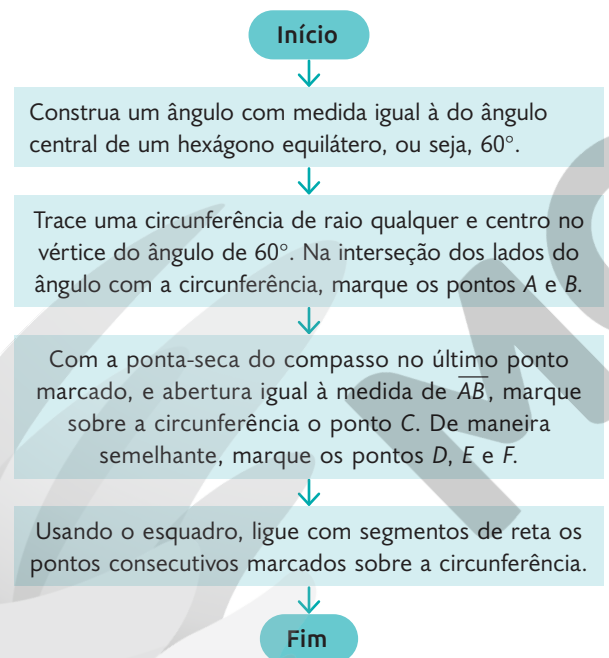 Início
Construa um ângulo com medida igual à do ângulo
central de um hexágono equilátero, ou seja, 60°.
Trace uma circunferência de raio qualquer e centro no
vértice do ângulo de 60°. Na interseção dos lados do
ângulo com a circunferência, marque os pontos A e B.
Com a ponta-seca do compasso no último ponto
marcado, e abertura igual à medida de A̅B̅, marque
sobre a circunferência o ponto C. De maneira
semelhante, marque os pontos D, E e F.
Usando o esquadro, ligue com segmentos de reta os
pontos consecutivos marcados sobre a circunferência.
Fim